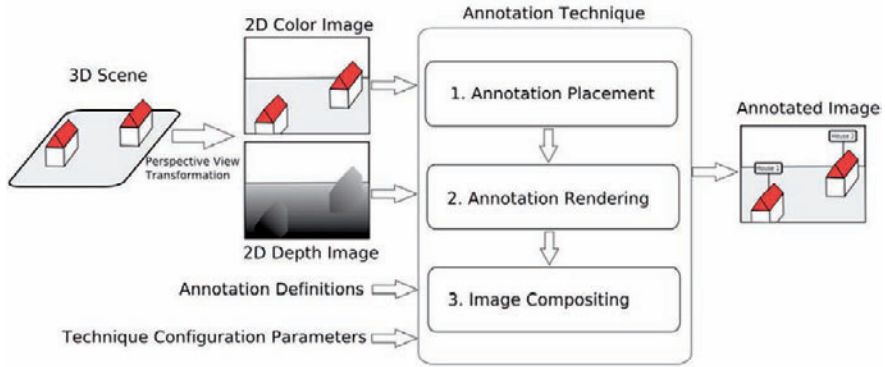 3D Scene
Perspective View
Transformation
2D Color Image
2D Depth Image
Annotation Definitions
Technique Configuration Parameters
Annotation Technique
1. Annotation Placement
2. Annotation Rendering
3. Image Compositing
Annotated Image
House 2
House 1